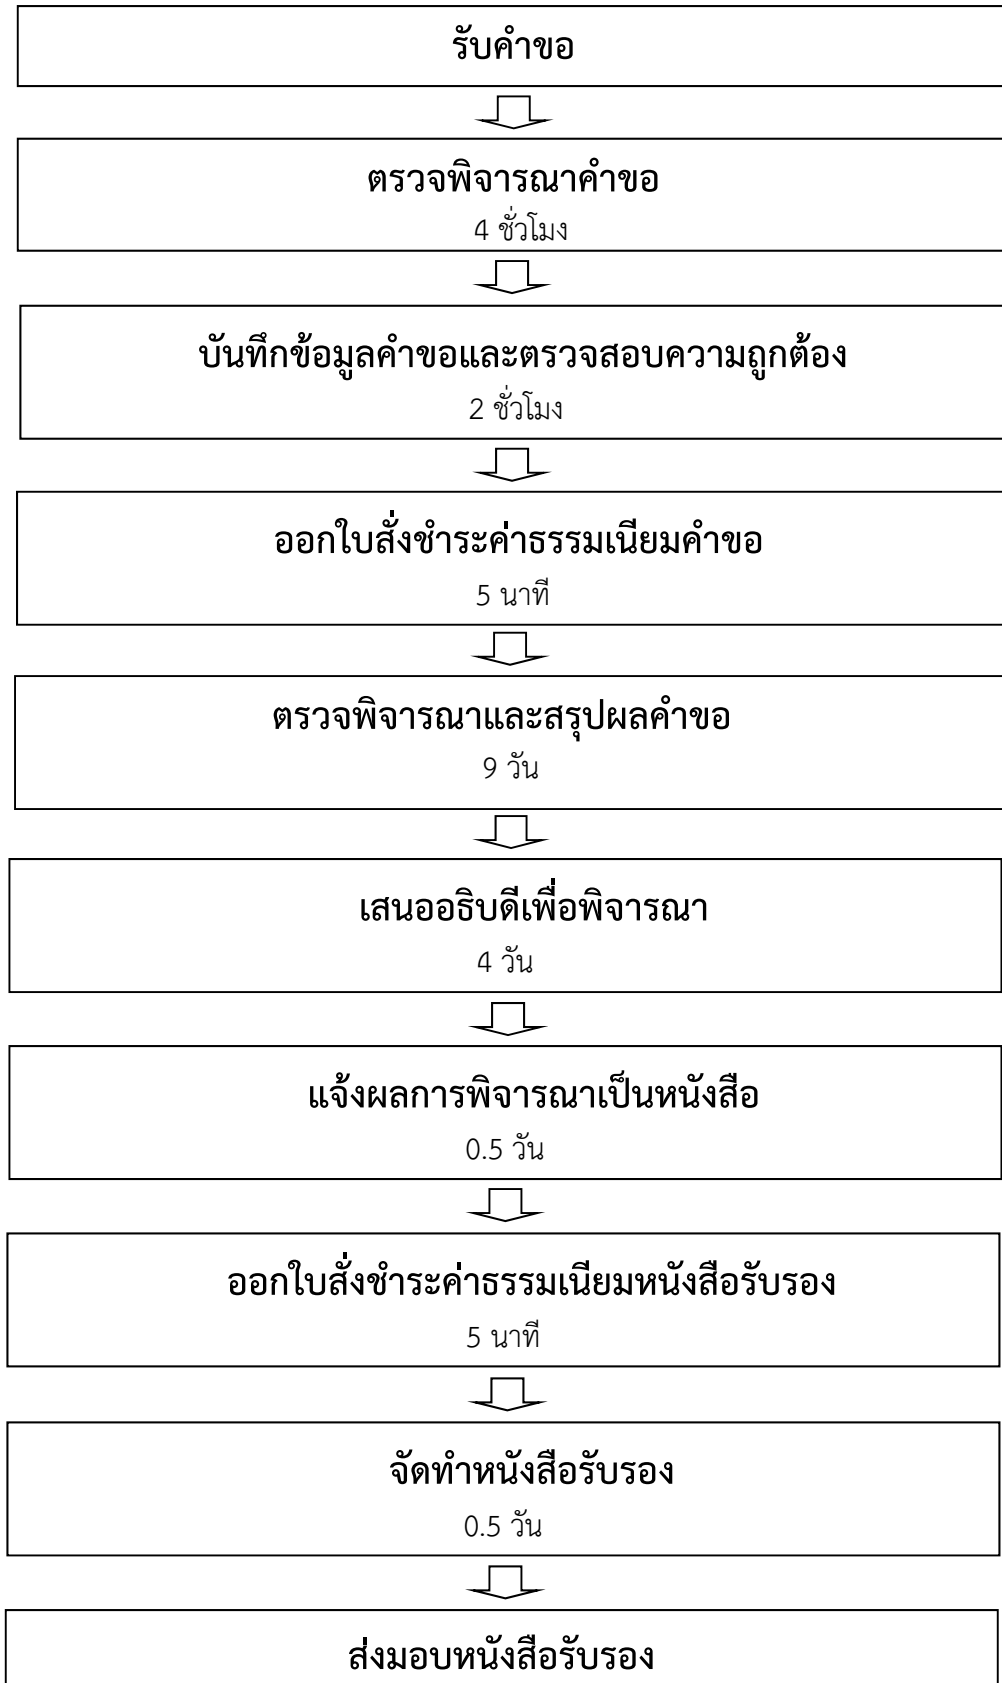 รับคำขอ
ตรวจพิจารณาคำขอ
4 ชั่วโมง
บันทึกข้อมูลคำขอและตรวจสอบความถูกต้อง
2 ชั่วโมง
ออกใบสั่งชำระค่าธรรมเนียมคำขอ
5 นาที
ตรวจพิจารณาและสรุปผลคำขอ
9 วัน
เสนออธิบดีเพื่อพิจารณา
4 วัน
แจ้งผลการพิจารณาเป็นหนังสือ
0.5 วัน
ออกใบสั่งชำระค่าธรรมเนียมหนังสือรับรอง
5 นาที
จัดทำหนังสือรับรอง
0.5 วัน
ส่งมอบหนังสือรับรอง